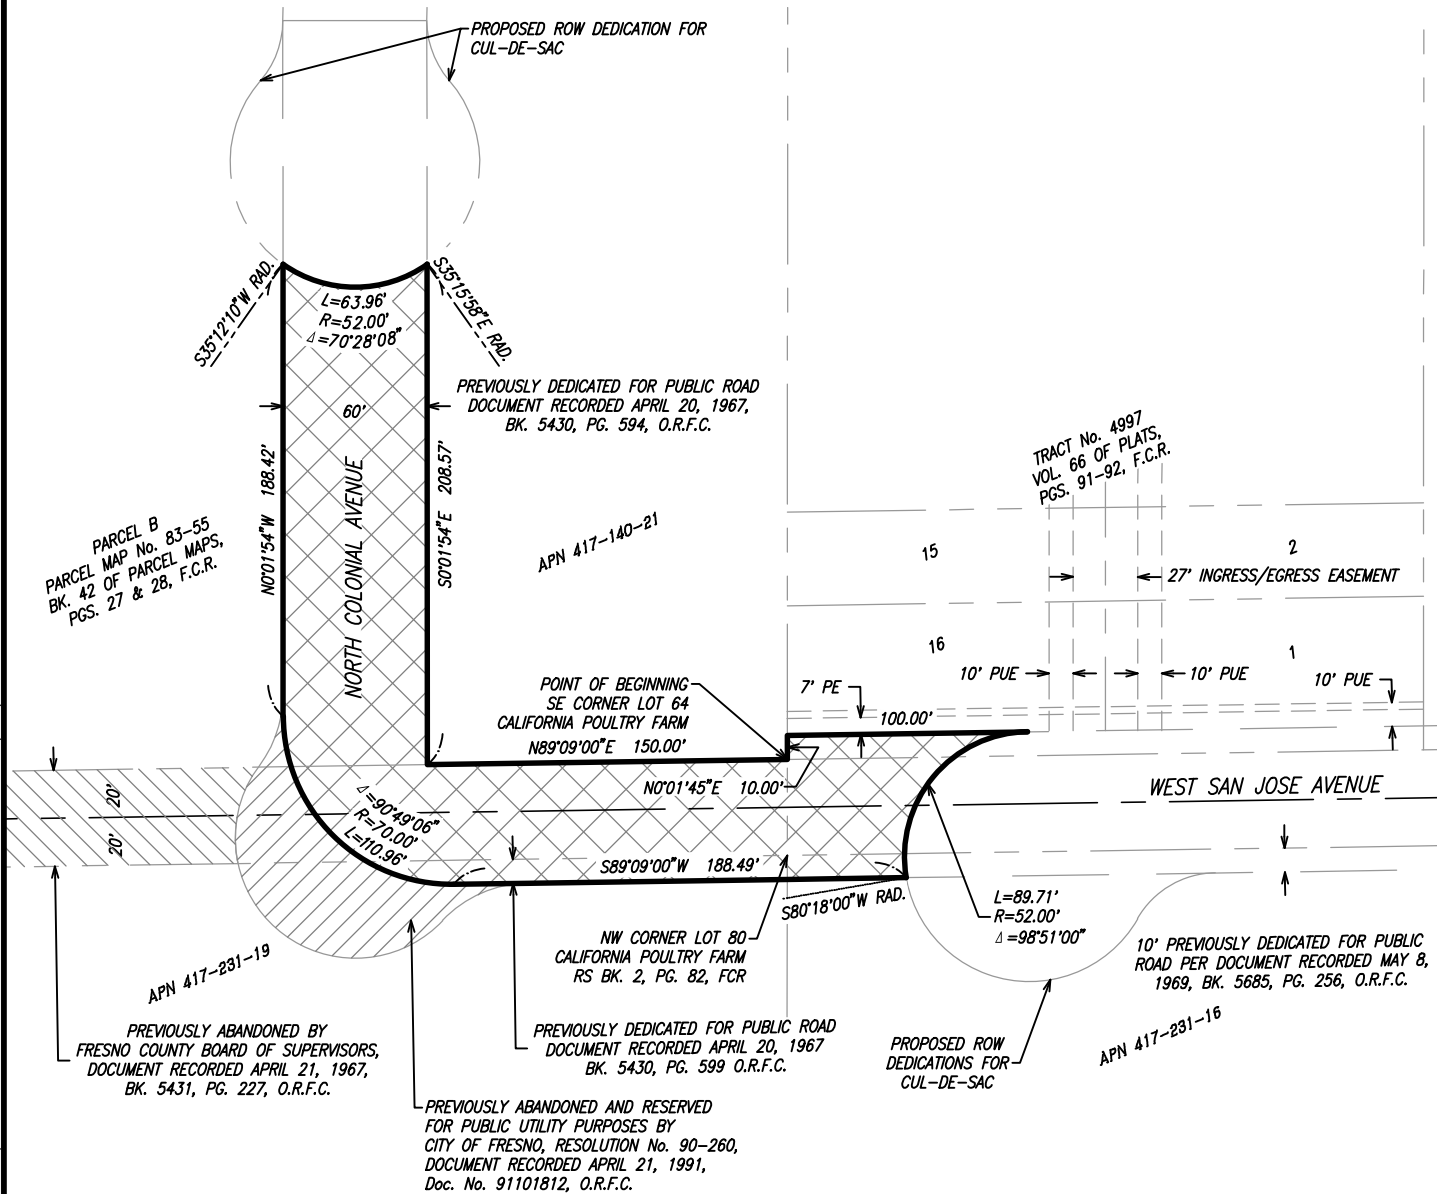 PROPOSED ROW DEDICATION FOR
CUL-DE-SAC
S35°12'10"W RAD.
S35°15'58"E RAD.
L=63.96'
R=52.00'
Δ=70°28'08"
PREVIOUSLY DEDICATED FOR PUBLIC ROAD
DOCUMENT RECORDED APRIL 20, 1967,
BK. 5430, PG. 594, O.R.F.C.
60'
N0°01'54"W 188.42'
NORTH COLONIAL AVENUE
S0°01'54"E 208.57'
PARCEL B
PARCEL MAP No. 83-55
BK. 42 OF PARCEL MAPS,
PGS. 27 & 28, F.C.R.
APN 417-140-21
TRACT No. 4997
VOL. 66 OF PLATS,
PGS. 91-92, F.C.R.
15
2
27' INGRESS/EGRESS EASEMENT
16
1
10' PUE
10' PUE
10' PUE
7' PE
100.00'
POINT OF BEGINNING
SE CORNER LOT 64
CALIFORNIA POULTRY FARM
N89°09'00"E 150.00'
N0°01'45"E 10.00'
WEST SAN JOSE AVENUE
20'
20'
Δ=90°49'06"
R=70.00'
L=110.96'
S89°09'00"W 188.49'
S80°18'00"W RAD.
L=89.71'
R=52.00'
Δ=98°51'00"
NW CORNER LOT 80
CALIFORNIA POULTRY FARM
RS BK. 2, PG. 82, FCR
10' PREVIOUSLY DEDICATED FOR PUBLIC
ROAD PER DOCUMENT RECORDED MAY 8,
1969, BK. 5685, PG. 256, O.R.F.C.
APN 417-231-19
APN 417-231-16
PREVIOUSLY ABANDONED BY
FRESNO COUNTY BOARD OF SUPERVISORS,
DOCUMENT RECORDED APRIL 21, 1967,
BK. 5431, PG. 227, O.R.F.C.
PREVIOUSLY DEDICATED FOR PUBLIC ROAD
DOCUMENT RECORDED APRIL 20, 1967
BK. 5430, PG. 599 O.R.F.C.
PROPOSED ROW
DEDICATIONS FOR
CUL-DE-SAC
PREVIOUSLY ABANDONED AND RESERVED
FOR PUBLIC UTILITY PURPOSES BY
CITY OF FRESNO, RESOLUTION No. 90-260,
DOCUMENT RECORDED APRIL 21, 1991,
Doc. No. 91101812, O.R.F.C.